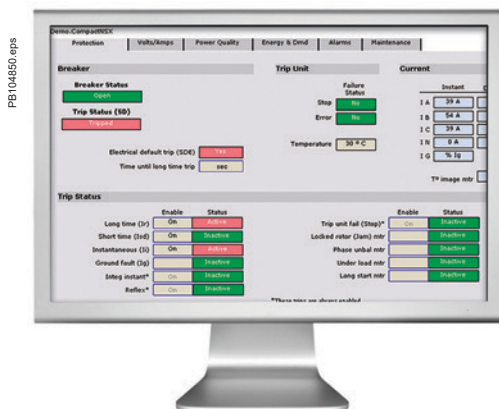 PB104850.eps
Demo.CompactNSX
Protection Volts/Amps Power Quality Energy & Dmd Alarms Maintenance
Breaker
Breaker Status
Open
Trip Status (SD)
Tripped
Electrical default trip (SDE) Yes
Time until long time trip sec
Trip Unit
Failure Status
Stop No
Error No
Temperature 30 º C
Current
Instant
I A 39 A
I B 54 A
I C 39 A
I N 0 A
I G % Ig
Tº image mtr
Trip Status
Enable Status
Long time (Ir) On Active
Short time (Isd) On Inactive
Instantaneous (Ii) On Active
Ground fault (Ig) Inactive
Integ instant* On Inactive
Reflex* On Inactive
Enable Status
Trip unit fail (Stop)* On Inactive
Locked rotor (Jam) mtr Inactive
Phase unbal mtr Inactive
Under load mtr Inactive
Long start mtr Inactive
*These trips are always enabled